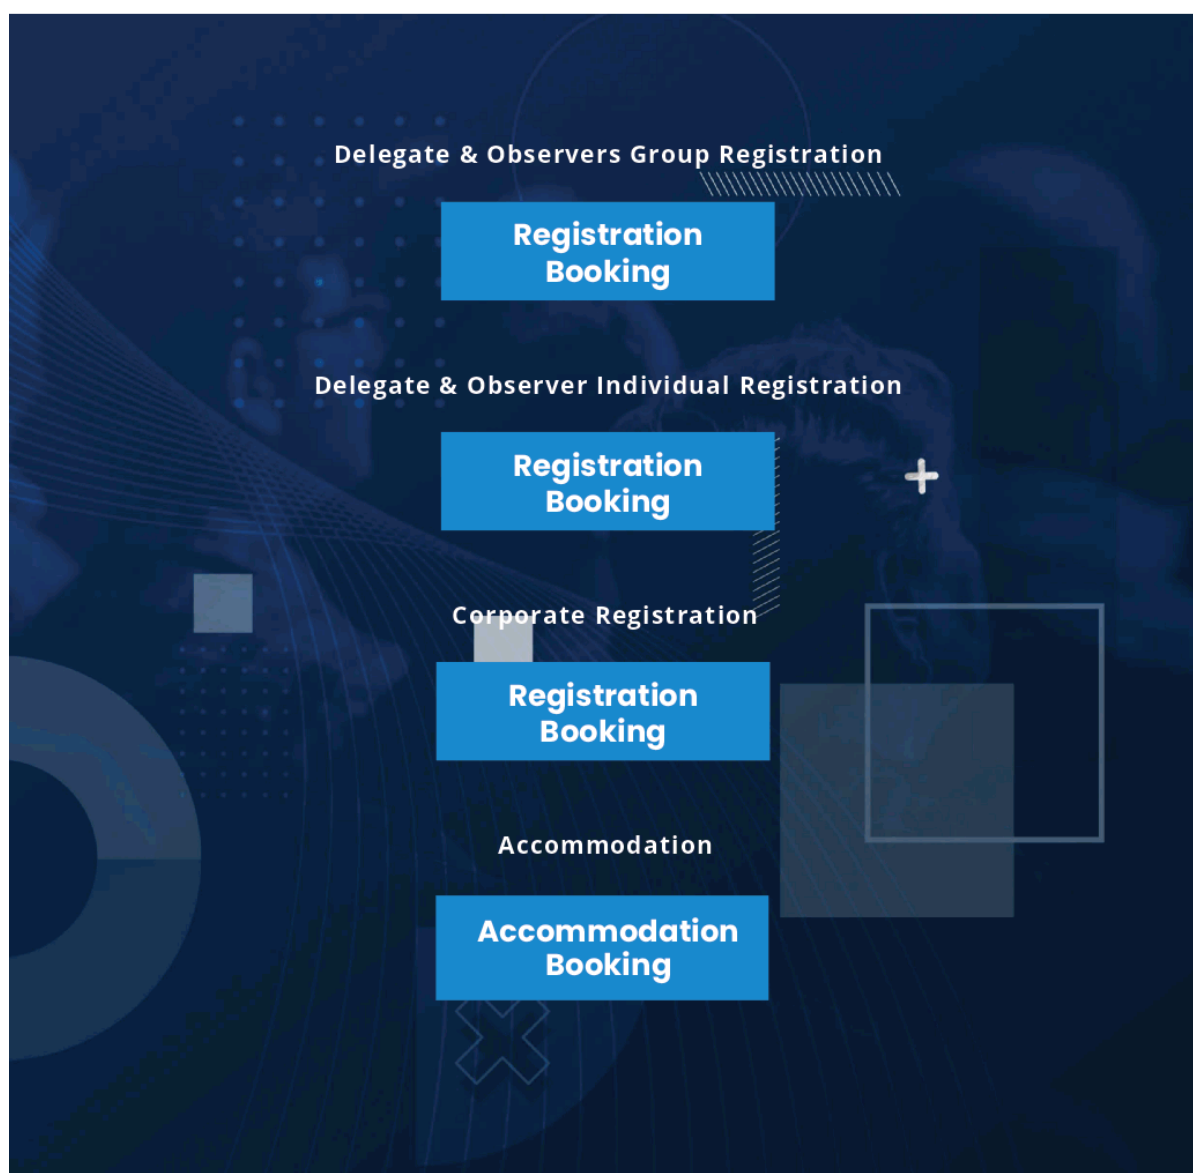 Delegate & Observers Group Registration
Registration
Booking
Delegate & Observer Individual Registration
Registration
Booking
Corporate Registration
Registration
Booking
Accommodation
Accommodation
Booking